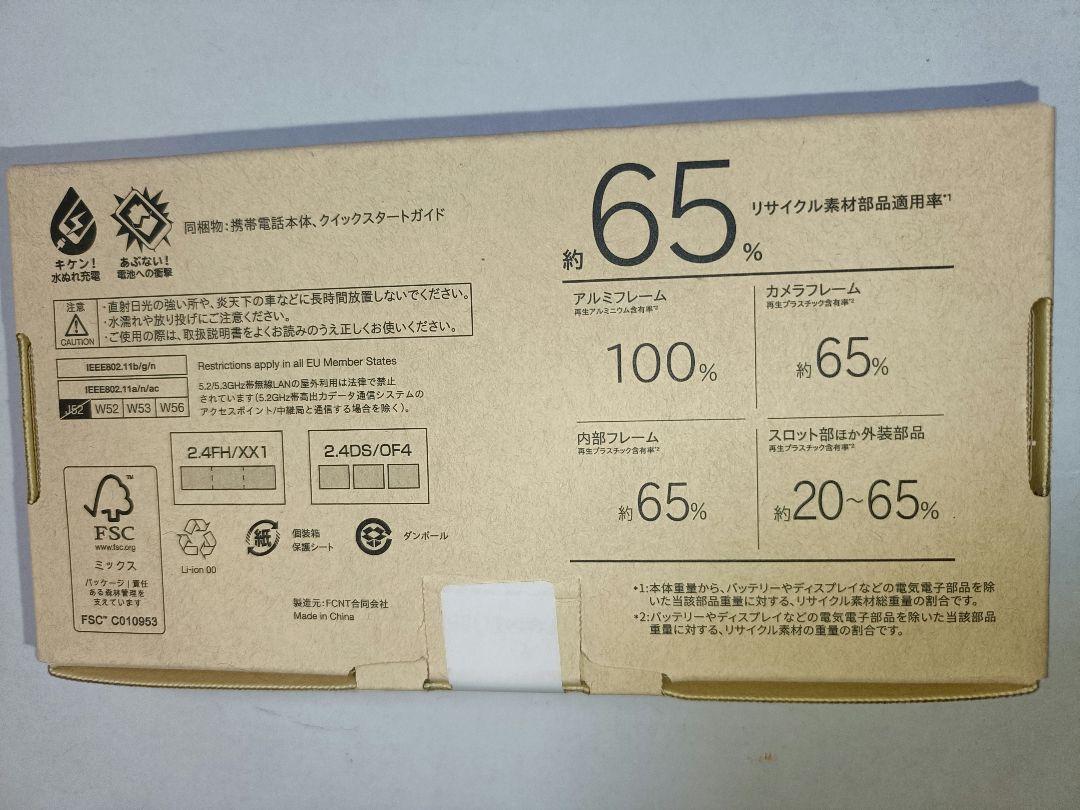 キケン!
水ぬれ充電
あぶない!
電池への衝撃
同梱物:携帯電話本体、クイックスタートガイド
注意
CAUTION
・直射日光の強い所や、炎天下の車などに長時間放置しないでください。
・水濡れや放り投げにご注意ください。
・ご使用の際は、取扱説明書をよくお読みのうえ正しくお使いください。
IEEE802.11b/g/n
IEEE802.11a/n/ac
J52 W52 W53 W56
Restrictions apply in all EU Member States
5.2/5.3GHz帯無線LANの屋外利用は法律で禁止
されています(5.2GHz帯高出力データ通信システムの
アクセスポイント/中継局と通信する場合を除く)。
2.4FH/XX1
2.4DS/OF4
FSC™
www.fsc.org
ミックス
パッケージ|責任
ある森林管理を
支えています
FSC™ C010953
Li-ion 00
紙
個装箱
保護シート
ダンボール
製造元:FCNT合同会社
Made in China
約65%
リサイクル素材部品適用率*1
アルミフレーム
再生アルミニウム含有率*2
100%
カメラフレーム
再生プラスチック含有率*2
約65%
内部フレーム
再生プラスチック含有率*2
約65%
スロット部ほか外装部品
再生プラスチック含有率*2
約20~65%
*1:本体重量から、バッテリーやディスプレイなどの電気電子部品を除
いた当該部品重量に対する、リサイクル素材総重量の割合です。
*2:バッテリーやディスプレイなどの電気電子部品を除いた当該部品
重量に対する、リサイクル素材の重量の割合です。